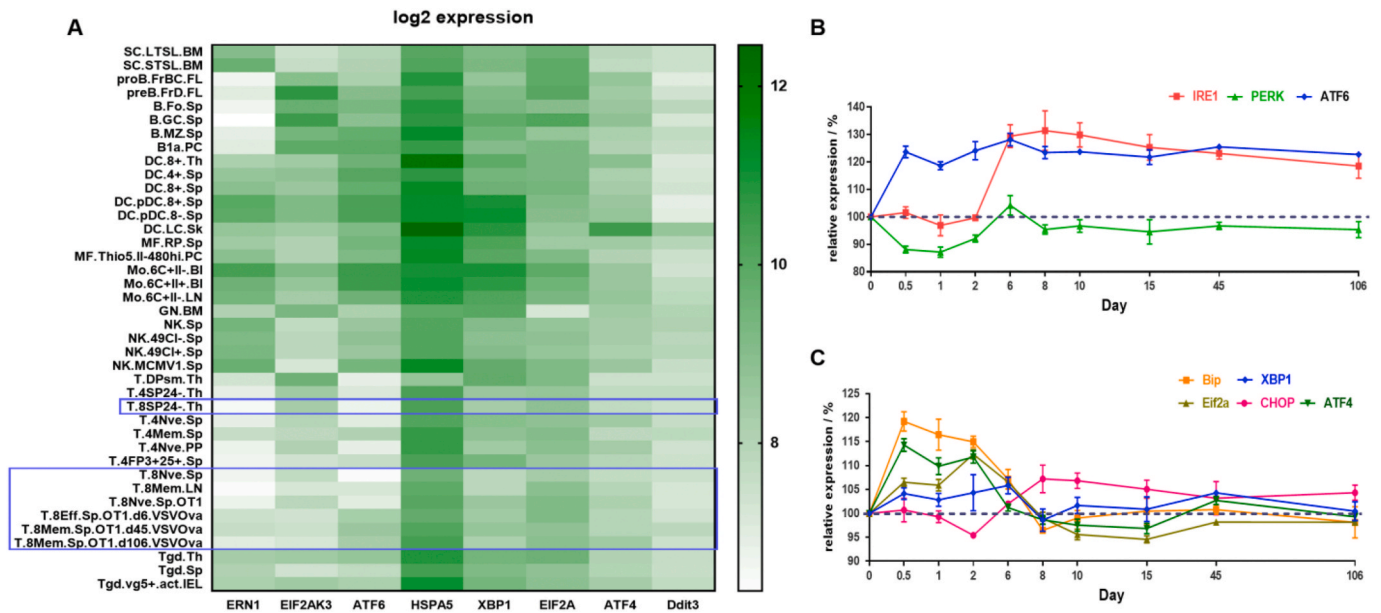 A
log2 expression
SC.LTSL.BM
SC.STSL.BM
proB.FrBC.FL
preB.FrD.FL
B.Fo.Sp
B.GC.Sp
B.MZ.Sp
B1a.PC
DC.8+.Th
DC.4+.Sp
DC.8+.Sp
DC.pDC.8+.Sp
DC.pDC.8-.Sp
DC.LC.Sk
MF.RP.Sp
MF.Thio5.II-480hi.PC
Mo.6C+II-.Bl
Mo.6C+II+.Bl
Mo.6C+II-.LN
GN.BM
NK.Sp
NK.49CI-.Sp
NK.49CI+.Sp
NK.MCMV1.Sp
T.DPsm.Th
T.4SP24-.Th
T.8SP24-.Th
T.4Nve.Sp
T.4Mem.Sp
T.4Nve.PP
T.4FP3+25+.Sp
T.8Nve.Sp
T.8Mem.LN
T.8Nve.Sp.OT1
T.8Eff.Sp.OT1.d6.VSVOva
T.8Mem.Sp.OT1.d45.VSVOva
T.8Mem.Sp.OT1.d106.VSVOva
Tgd.Th
Tgd.Sp
Tgd.vg5+.act.IEL
ERN1 EIF2AK3 ATF6 HSPA5 XBP1 EIF2A ATF4 Ddit3
12
10
8
B
IRE1 PERK ATF6
relative expression / %
140
130
120
110
100
90
80
0 0.5 1 2 6 8 10 15 45 106
Day
C
Bip XBP1
Eif2a CHOP ATF4
relative expression / %
125
120
115
110
105
100
95
90
0 0.5 1 2 6 8 10 15 45 106
Day